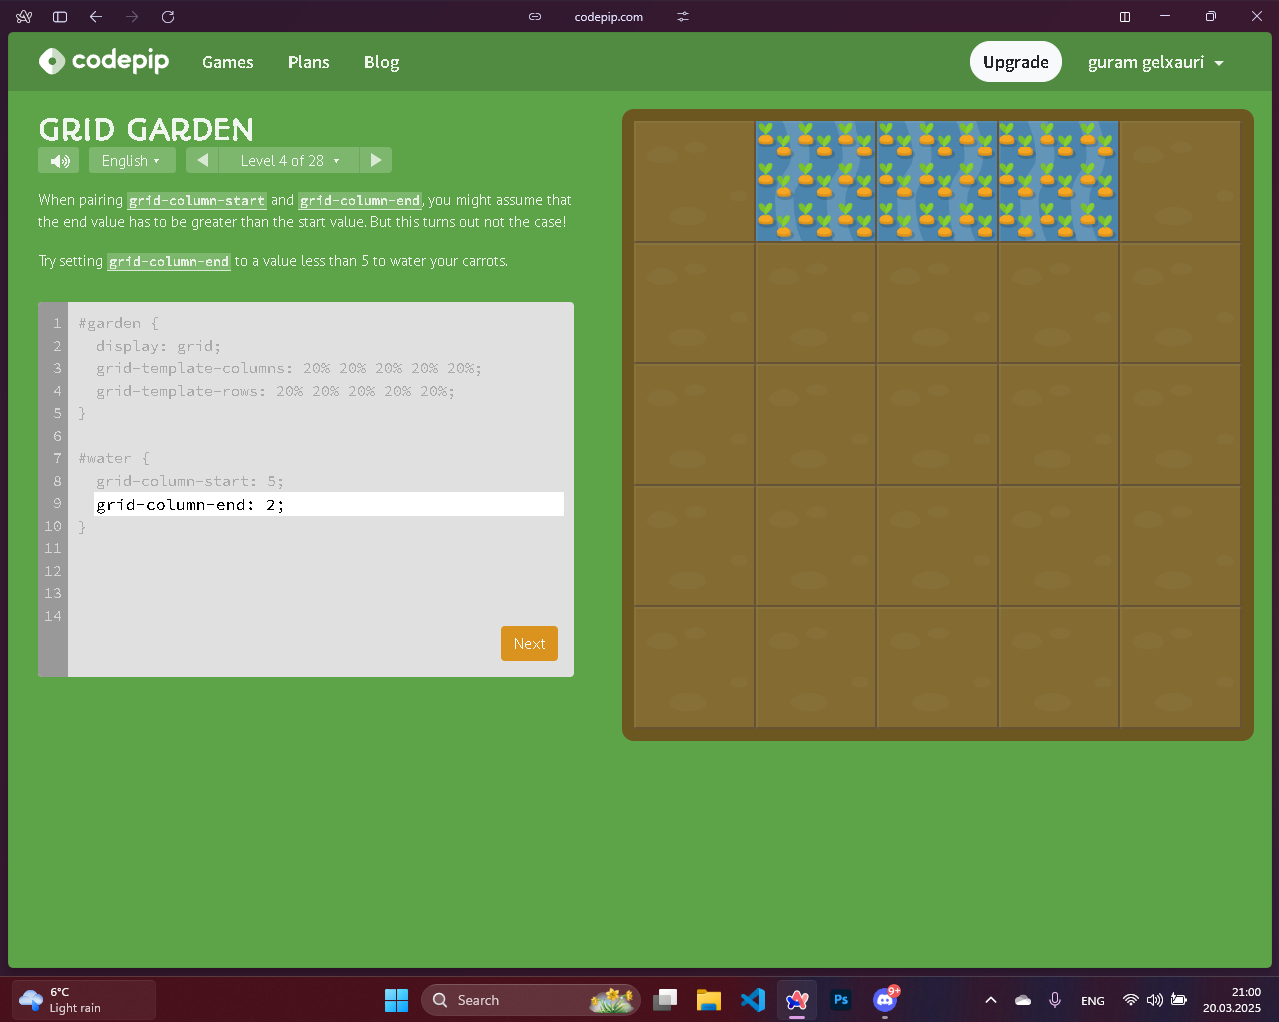 codepip.com
codepip
Games
Plans
Blog
Upgrade
guram gelxauri
GRID GARDEN
English
Level 4 of 28
When pairing grid-column-start and grid-column-end, you might assume that
the end value has to be greater than the start value. But this turns out not the case!
Try setting grid-column-end to a value less than 5 to water your carrots.
1 #garden {
2 display: grid;
3 grid-template-columns: 20% 20% 20% 20% 20%;
4 grid-template-rows: 20% 20% 20% 20% 20%;
5 }
6
7 #water {
8 grid-column-start: 5;
9 grid-column-end: 2;
10 }
11
12
13
14
Next
6°C
Light rain
Search
Ps
9+
ENG
21:00
20.03.2025